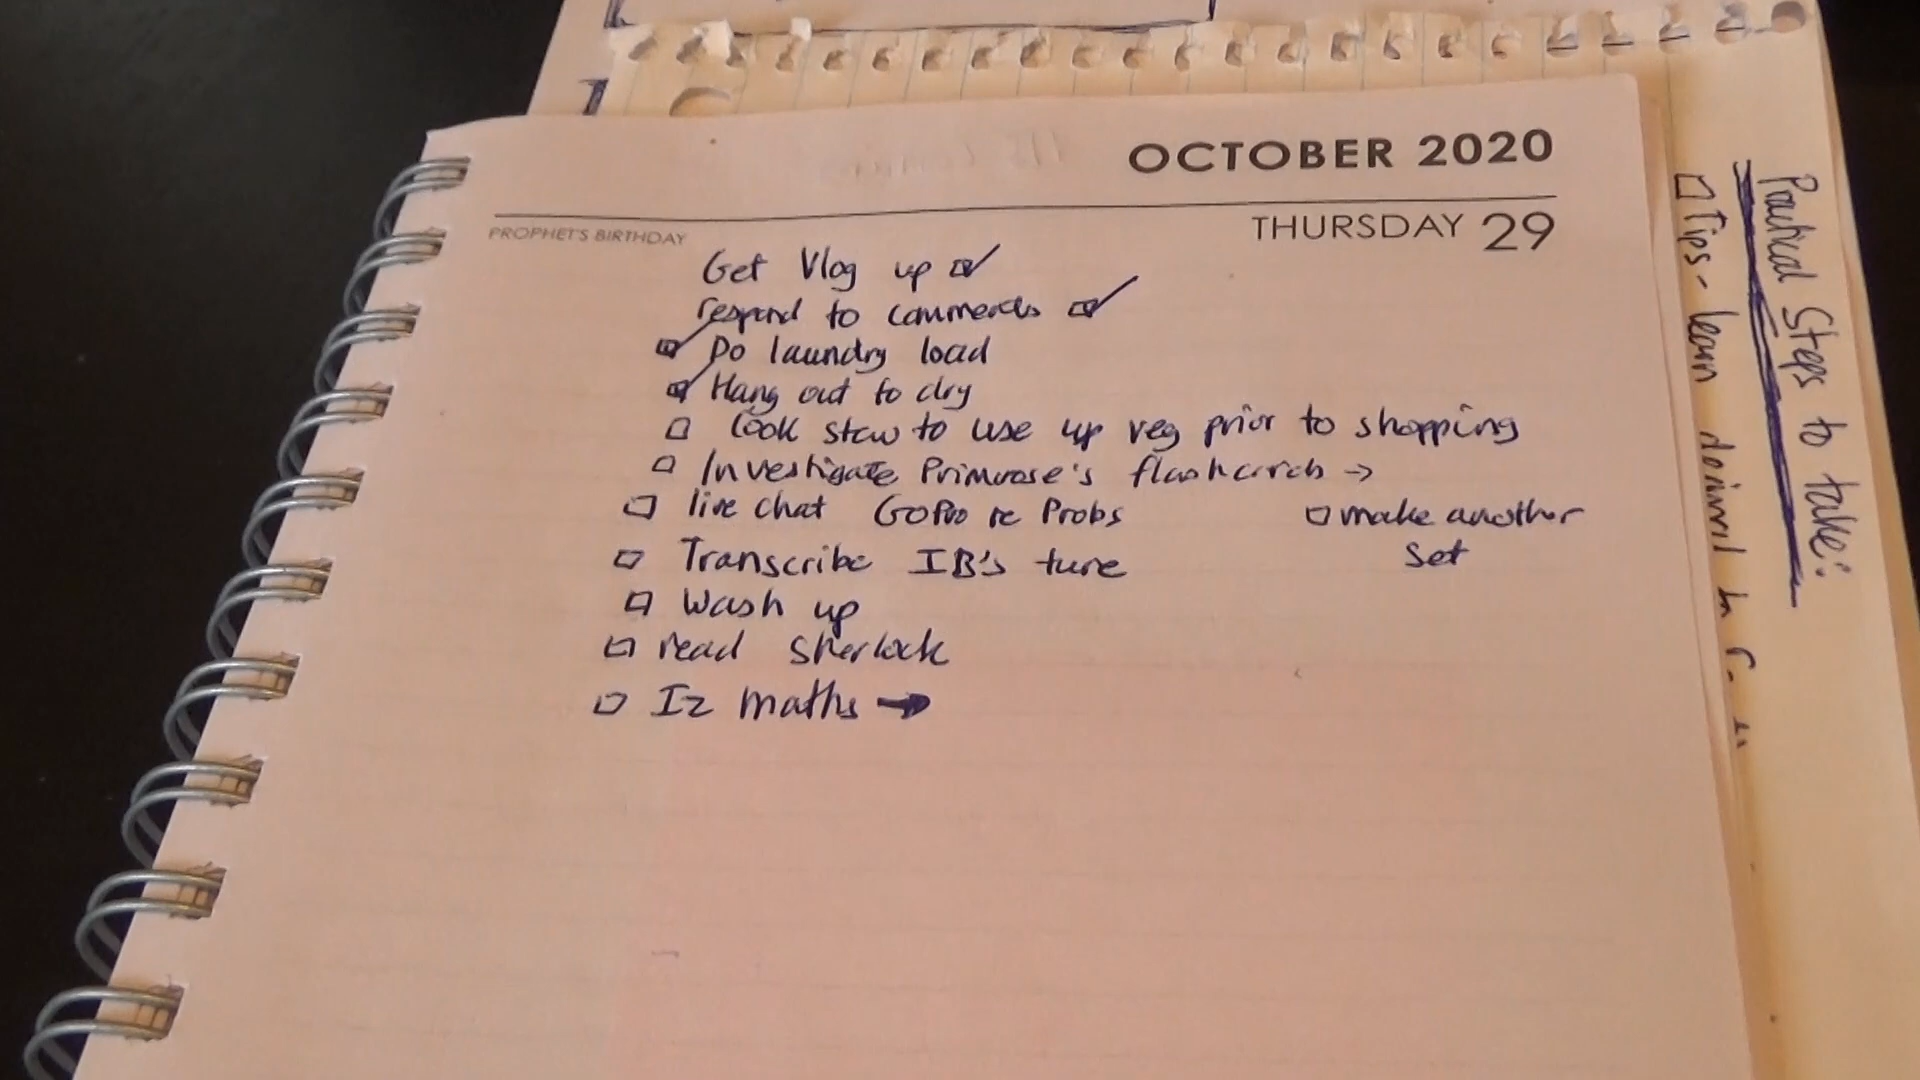 OCTOBER 2020
PROPHET'S BIRTHDAY
THURSDAY 29
Get Vlog up
respond to comments
Do laundry load
Hang out to dry
Cook stew to use up veg prior to shopping
Investigate Primrose's flashcards →
live chat GoPro re Probs
make another
set
Transcribe IB's tune
Wash up
read Sherlock
Iz maths →
Practical Steps to take:
Tips - learn